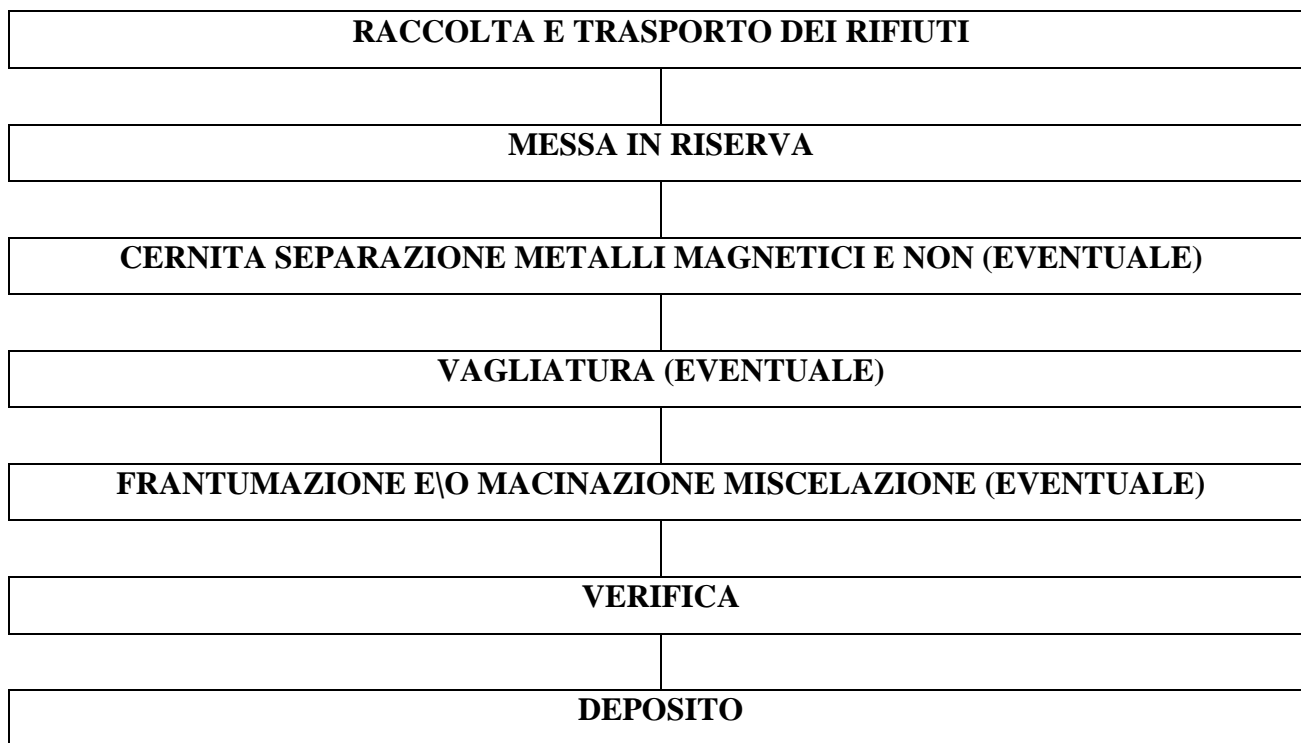 RACCOLTA E TRASPORTO DEI RIFIUTI
MESSA IN RISERVA
CERNITA SEPARAZIONE METALLI MAGNETICI E NON (EVENTUALE)
VAGLIATURA (EVENTUALE)
FRANTUMAZIONE E\O MACINAZIONE MISCELAZIONE (EVENTUALE)
VERIFICA
DEPOSITO